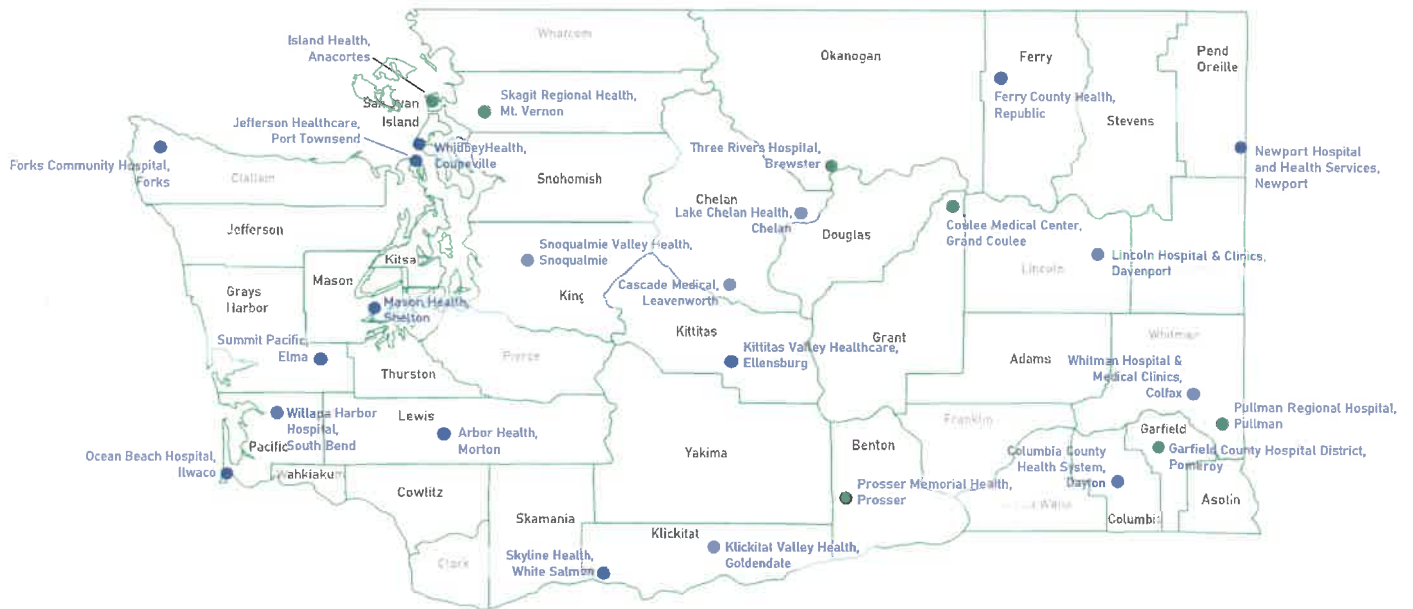 Whatcom
Okanogan
Ferry
Pend
Oreille
Island Health,
Anacortes
Skagit Regional Health,
Mt. Vernon
Ferry County Health,
Republic
San Juan
Island
Stevens
Jefferson Healthcare,
Port Townsend
WhidbeyHealth,
Coupeville
Three Rivers Hospital,
Brewster
Newport Hospital
and Health Services,
Newport
Forks Community Hospital,
Forks
Clallam
Snohomish
Chelan
Lake Chelan Health,
Chelan
Douglas
Coulee Medical Center,
Grand Coulee
Jefferson
Kitsa
Snoqualmie Valley Health,
Snoqualmie
Lincoln Hospital & Clinics,
Davenport
Lincoln
Mason
Grays
Harbor
King
Cascade Medical,
Leavenworth
Mason Health,
Shelton
Kittitas
Grant
Whitman
Summit Pacific,
Elma
Pierce
Kittitas Valley Healthcare,
Ellensburg
Adams
Whitman Hospital &
Medical Clinics,
Colfax
Thurston
Willapa Harbor
Hospital,
South Bend
Lewis
Arbor Health,
Morton
Pacific
Franklin
Pullman Regional Hospital,
Pullman
Garfield
Garfield County Hospital District,
Pomeroy
Benton
Yakima
Columbia County
Health System,
Dayton
Ocean Beach Hospital,
Ilwaco
Wahkiaku
Cowlitz
Prosser Memorial Health,
Prosser
Asotin
Columbi
Walla
Skamania
Klickitat
Klickitat Valley Health,
Goldendate
Skyline Health,
White Salmon
Clark